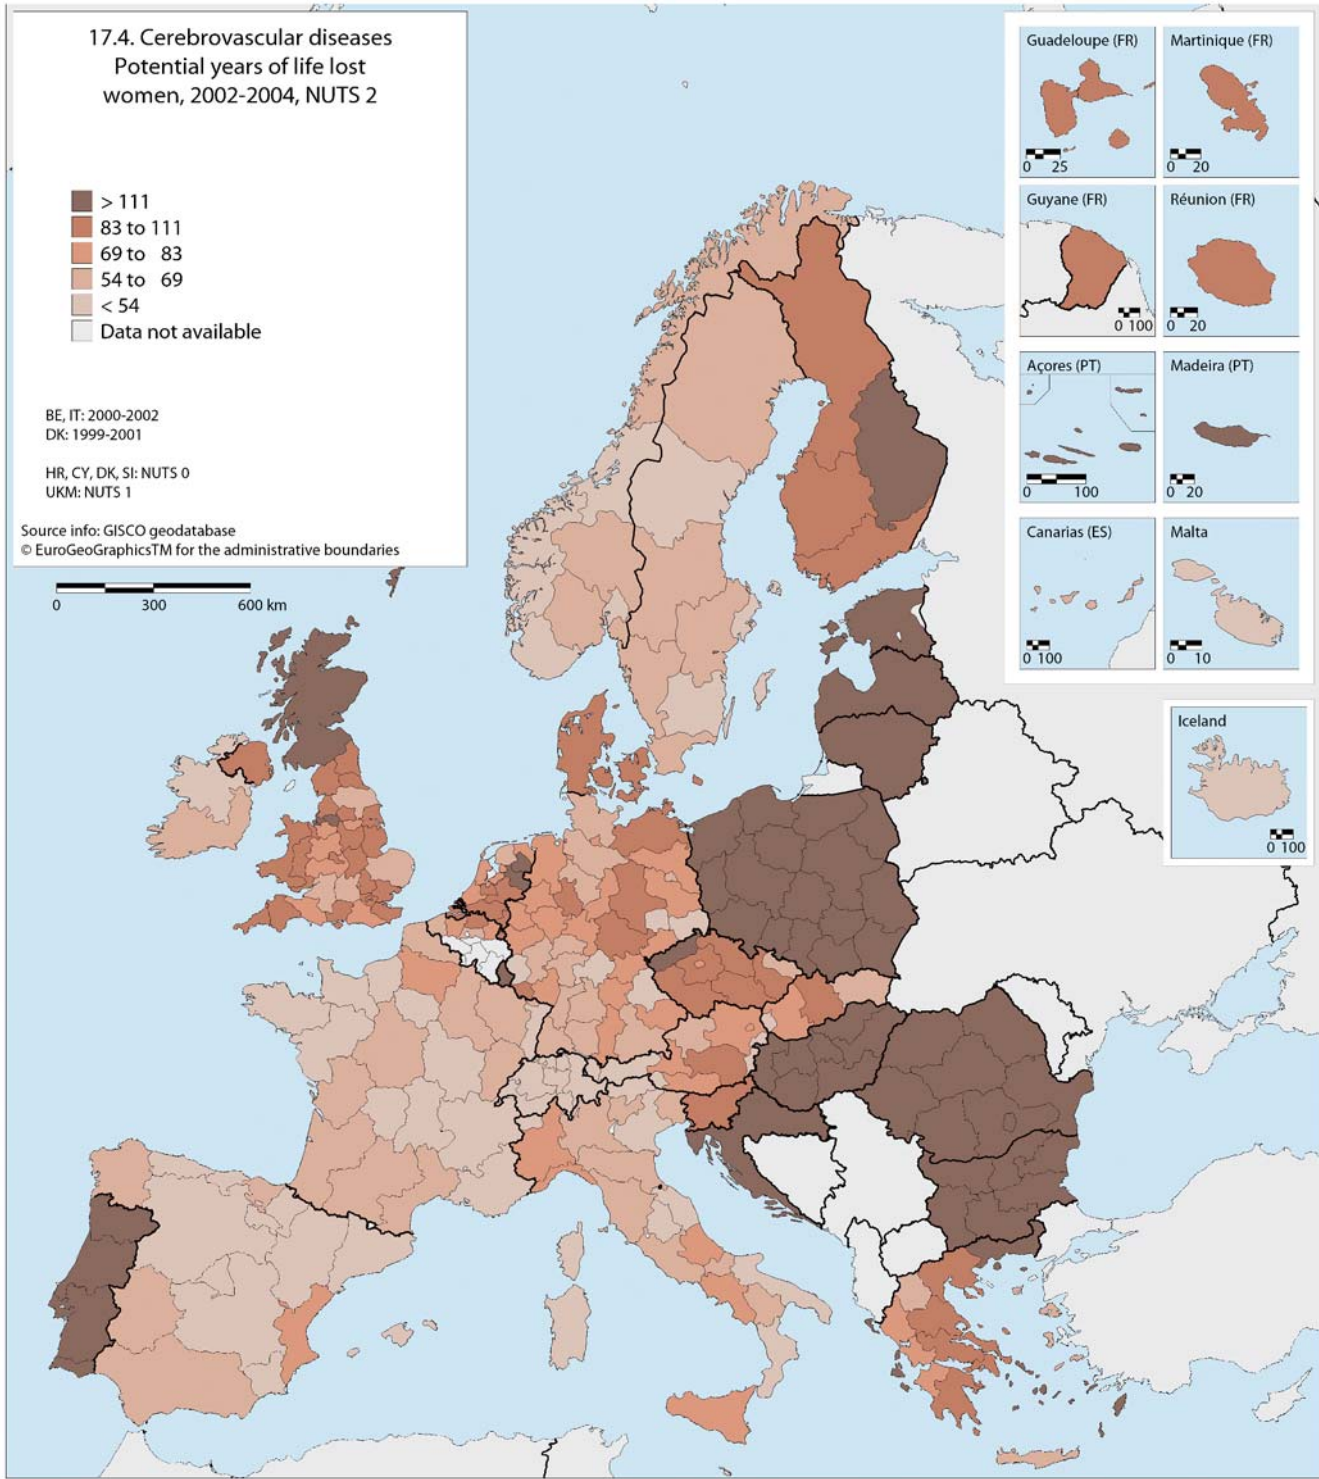 17.4. Cerebrovascular diseases
Potential years of life lost
women, 2002-2004, NUTS 2
> 111
83 to 111
69 to 83
54 to 69
< 54
Data not available
BE, IT: 2000-2002
DK: 1999-2001
HR, CY, DK, SI: NUTS 0
UKM: NUTS 1
Source info: GISCO geodatabase
© EuroGeoGraphicsTM for the administrative boundaries
0 300 600 km
Guadeloupe (FR)
0 25
Martinique (FR)
0 20
Guyane (FR)
0 100
Réunion (FR)
0 20
Açores (PT)
0 100
Madeira (PT)
0 20
Canarias (ES)
0 100
Malta
0 10
Iceland
0 100